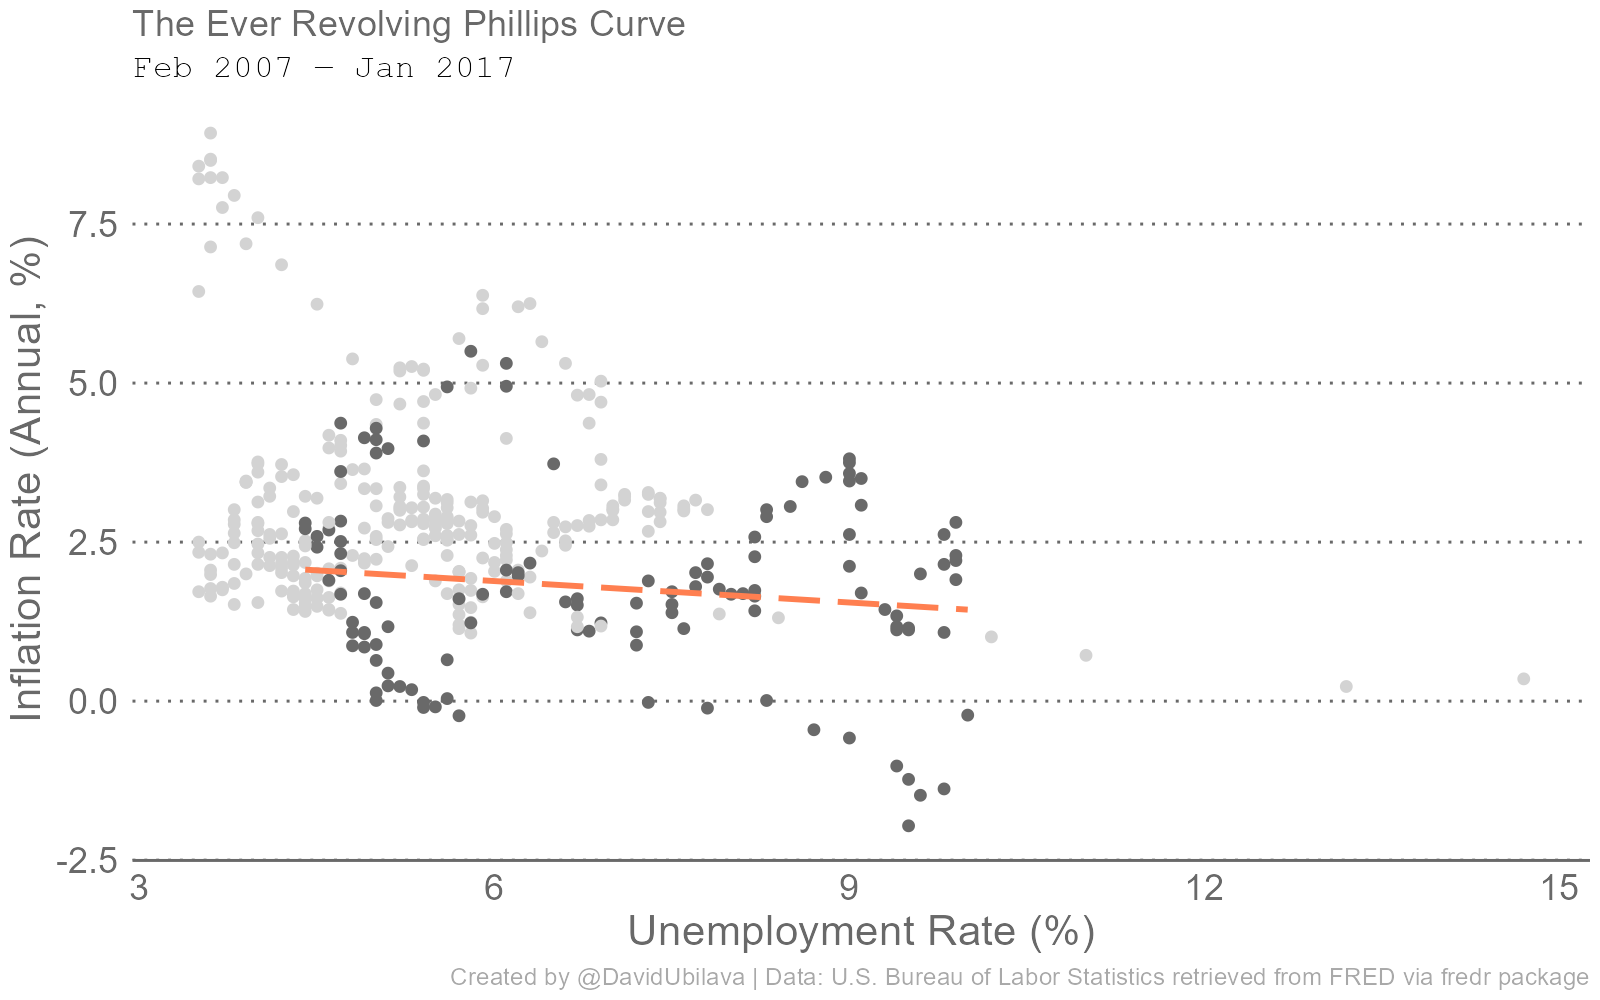 The Ever Revolving Phillips Curve
Feb 2007 — Jan 2017
Inflation Rate (Annual, %)
7.5
5.0
2.5
0.0
-2.5
3 6 9 12 15
Unemployment Rate (%)
Created by @DavidUbilava | Data: U.S. Bureau of Labor Statistics retrieved from FRED via fredr package